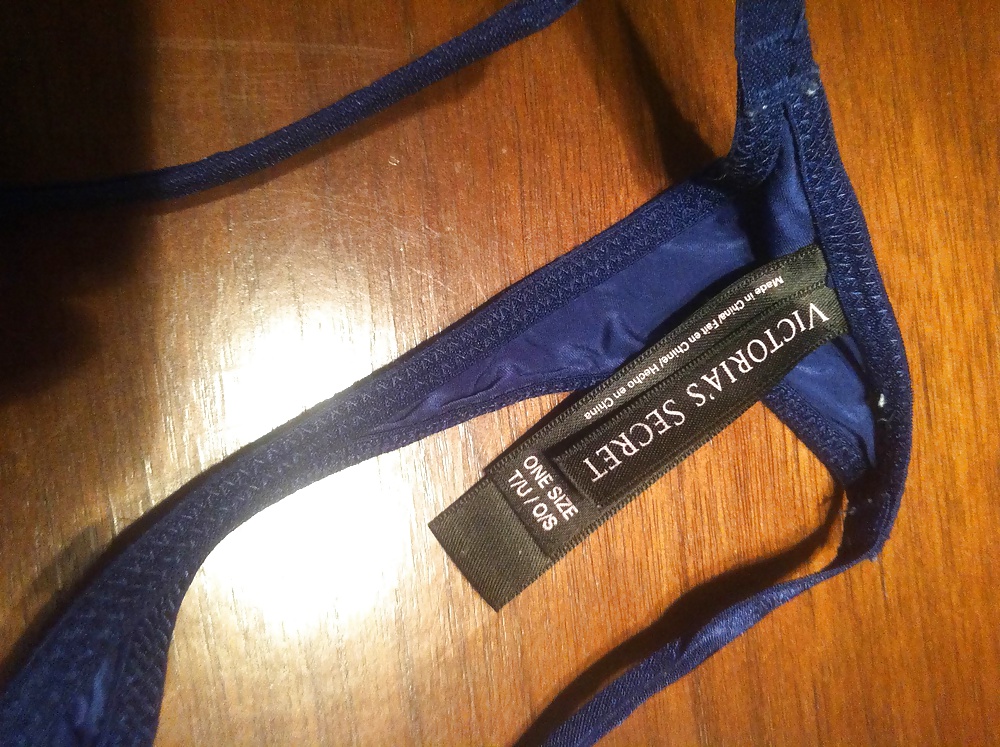 VICTORIA'S SECRET
Made in China/Fait en Chine/ Hecho en China
ONE SIZE
T/U / O/S